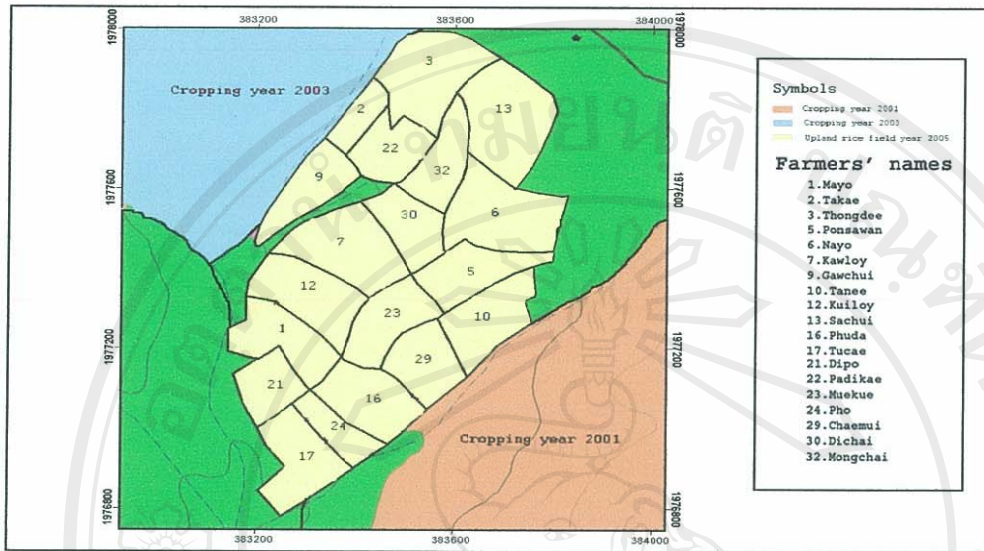 383200 383600 384000
1978000 1978000
Cropping year 2003
3
2
13
22
9
32
1977600 1977600
30
6
7
5
12
23
10
1
1977200 1977200
29
21
16
24
Cropping year 2001
17
1976800 1976800
383200 383600 384000
Symbols
Cropping year 2001
Cropping year 2003
Upland rice field year 2005
Farmers' names
1.Mayo
2.Takae
3.Thongdee
5.Ponsawan
6.Nayo
7.Kawloy
9.Gawchui
10.Tanee
12.Kuiloy
13.Sachui
16.Phuda
17.Tucae
21.Dipo
22.Padikae
23.Muekue
24.Pho
29.Chaemui
30.Dichai
32.Mongchai